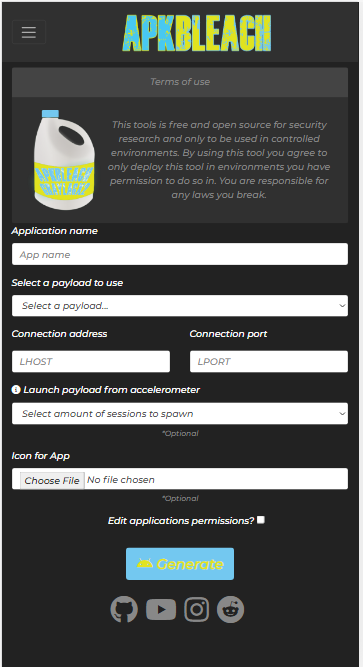 APKBLEACH
Terms of use
This tools is free and open source for security
research and only to be used in controlled
environments. By using this tool you agree to
only deploy this tool in environments you have
permission to do so in. You are responsible for
any laws you break.
Application name
App name
Select a payload to use
Select a payload...
Connection address
Connection port
LHOST
LPORT
Launch payload from accelerometer
Select amount of sessions to spawn
*Optional
Icon for App
Choose File No file chosen
*Optional
Edit applications permissions?
Generate